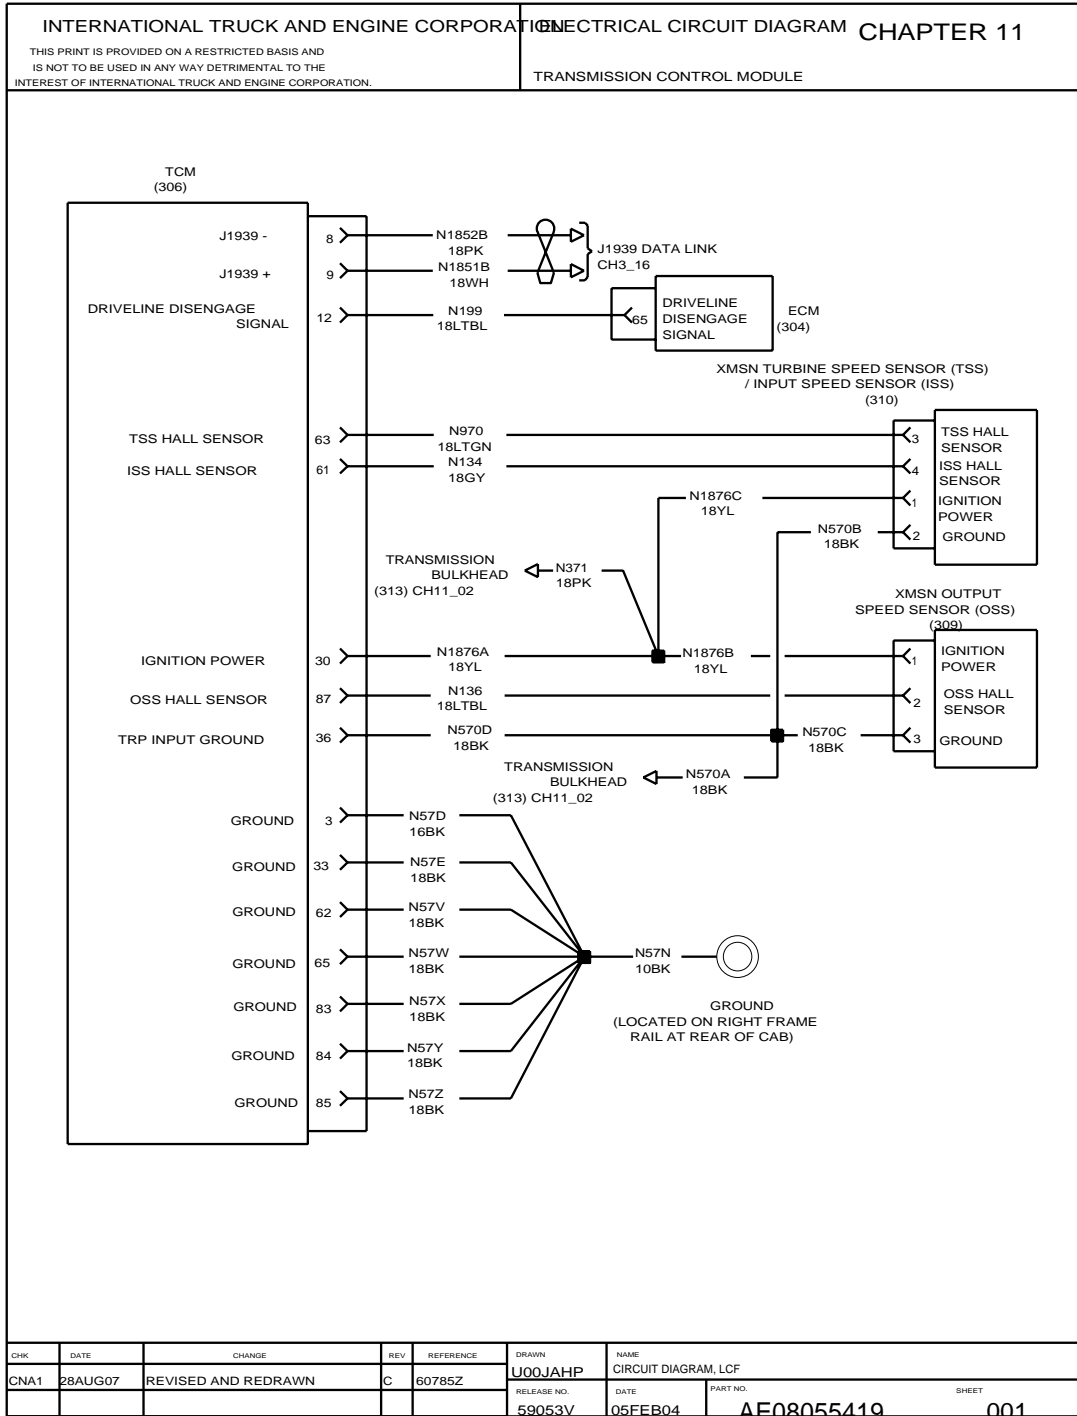 INTERNATIONAL TRUCK AND ENGINE CORPORATION
ELECTRICAL CIRCUIT DIAGRAM
CHAPTER 11
THIS PRINT IS PROVIDED ON A RESTRICTED BASIS AND
IS NOT TO BE USED IN ANY WAY DETRIMENTAL TO THE
INTEREST OF INTERNATIONAL TRUCK AND ENGINE CORPORATION.
TRANSMISSION CONTROL MODULE
TCM
(306)
J1939 - 8 N1852B
18PK
J1939 + 9 N1851B
18WH
J1939 DATA LINK
CH3_16
DRIVELINE DISENGAGE
SIGNAL 12 N199
18LTBL
65 DRIVELINE
DISENGAGE
SIGNAL
ECM
(304)
XMSN TURBINE SPEED SENSOR (TSS)
/ INPUT SPEED SENSOR (ISS)
(310)
TSS HALL SENSOR 63 N970
18LTGN
3 TSS HALL
SENSOR
ISS HALL SENSOR 61 N134
18GY
4 ISS HALL
SENSOR
N1876C
18YL
1 IGNITION
POWER
N570B
18BK
2 GROUND
TRANSMISSION
BULKHEAD
(313) CH11_02
N371
18PK
XMSN OUTPUT
SPEED SENSOR (OSS)
(309)
IGNITION POWER 30 N1876A
18YL
N1876B
18YL
1 IGNITION
POWER
OSS HALL SENSOR 87 N136
18LTBL
2 OSS HALL
SENSOR
TRP INPUT GROUND 36 N570D
18BK
N570C
18BK
3 GROUND
TRANSMISSION
BULKHEAD
(313) CH11_02
N570A
18BK
GROUND 3 N57D
16BK
GROUND 33 N57E
18BK
GROUND 62 N57V
18BK
GROUND 65 N57W
18BK
N57N
10BK
GROUND
(LOCATED ON RIGHT FRAME
RAIL AT REAR OF CAB)
GROUND 83 N57X
18BK
GROUND 84 N57Y
18BK
GROUND 85 N57Z
18BK
CHK DATE CHANGE REV REFERENCE
CNA1 28AUG07 REVISED AND REDRAWN C 60785Z
DRAWN
U00JAHP
NAME
CIRCUIT DIAGRAM, LCF
RELEASE NO.
59053V
DATE
05FEB04
PART NO.
AE08055419
SHEET
001